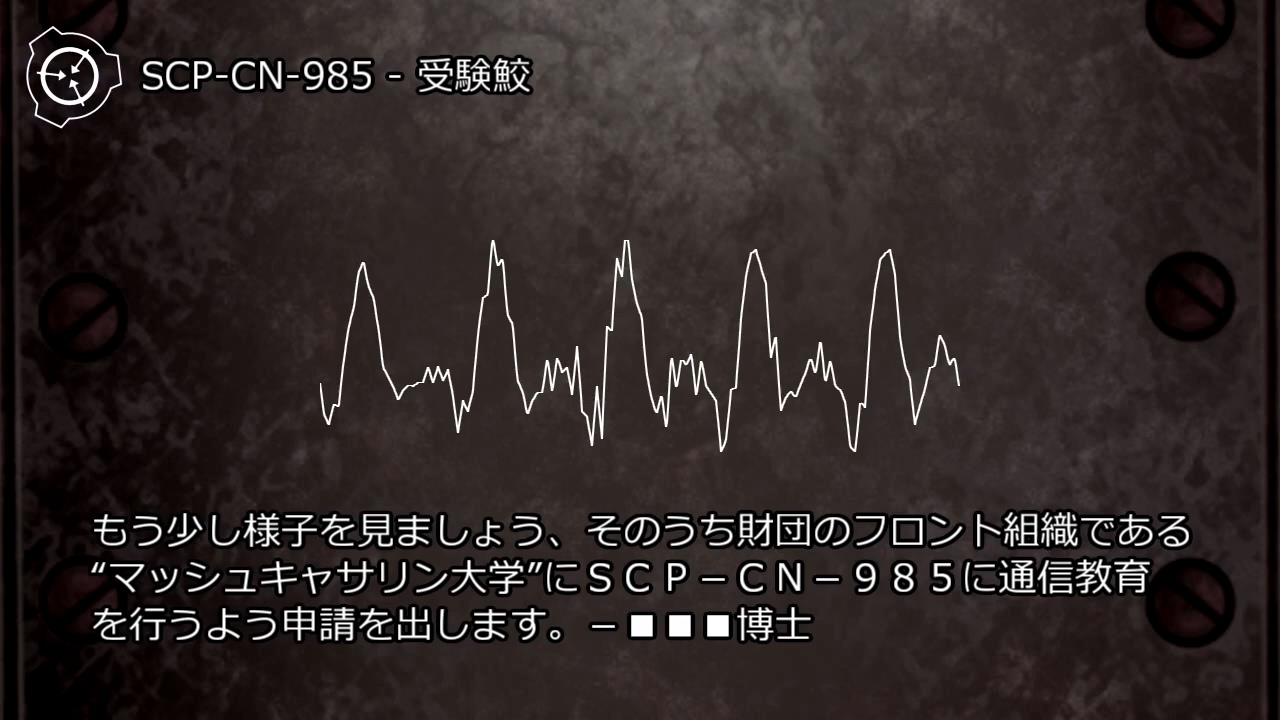 SCP-CN-985 - 受験鮫
もう少し様子を見ましょう、そのうち財団のフロント組織である
“マッシュキャサリン大学”にＳＣＰ－ＣＮ－９８５に通信教育
を行うよう申請を出します。－■■■博士